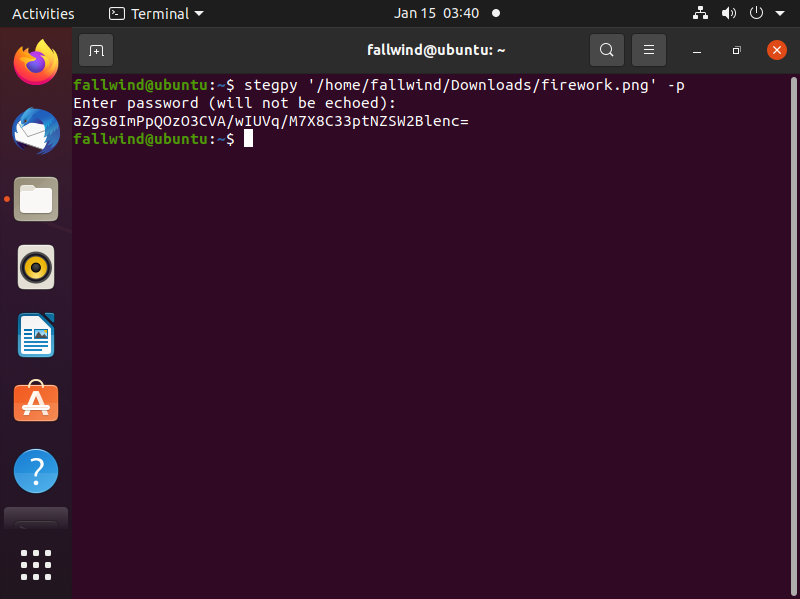 Activities
Terminal
Jan 15 03:40
fallwind@ubuntu: ~
fallwind@ubuntu:~$ stegpy '/home/fallwind/Downloads/firework.png' -p
Enter password (will not be echoed):
aZgs8ImPpQOzO3CVA/wIUVq/M7X8C33ptNZSW2Blenc=
fallwind@ubuntu:~$